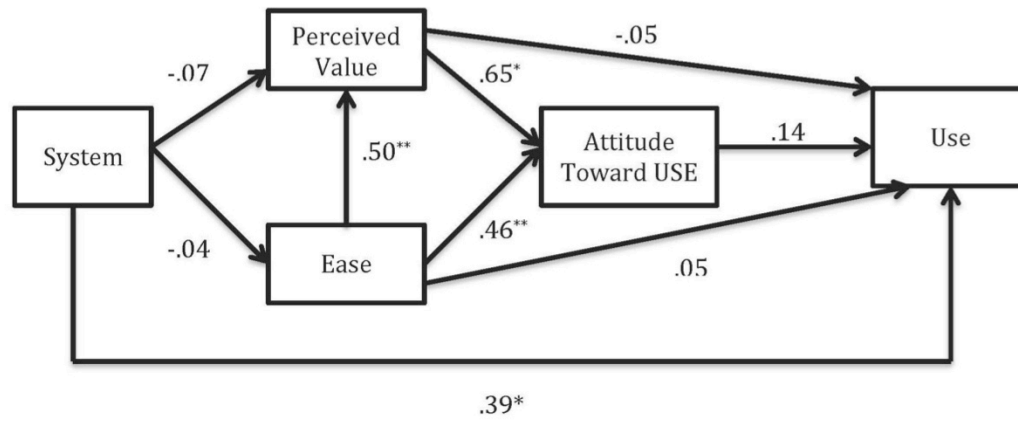 Perceived
Value
-.07
-.05
.65*
System
.50**
Attitude
Toward USE
.14
Use
-.04
Ease
.46**
.05
.39*